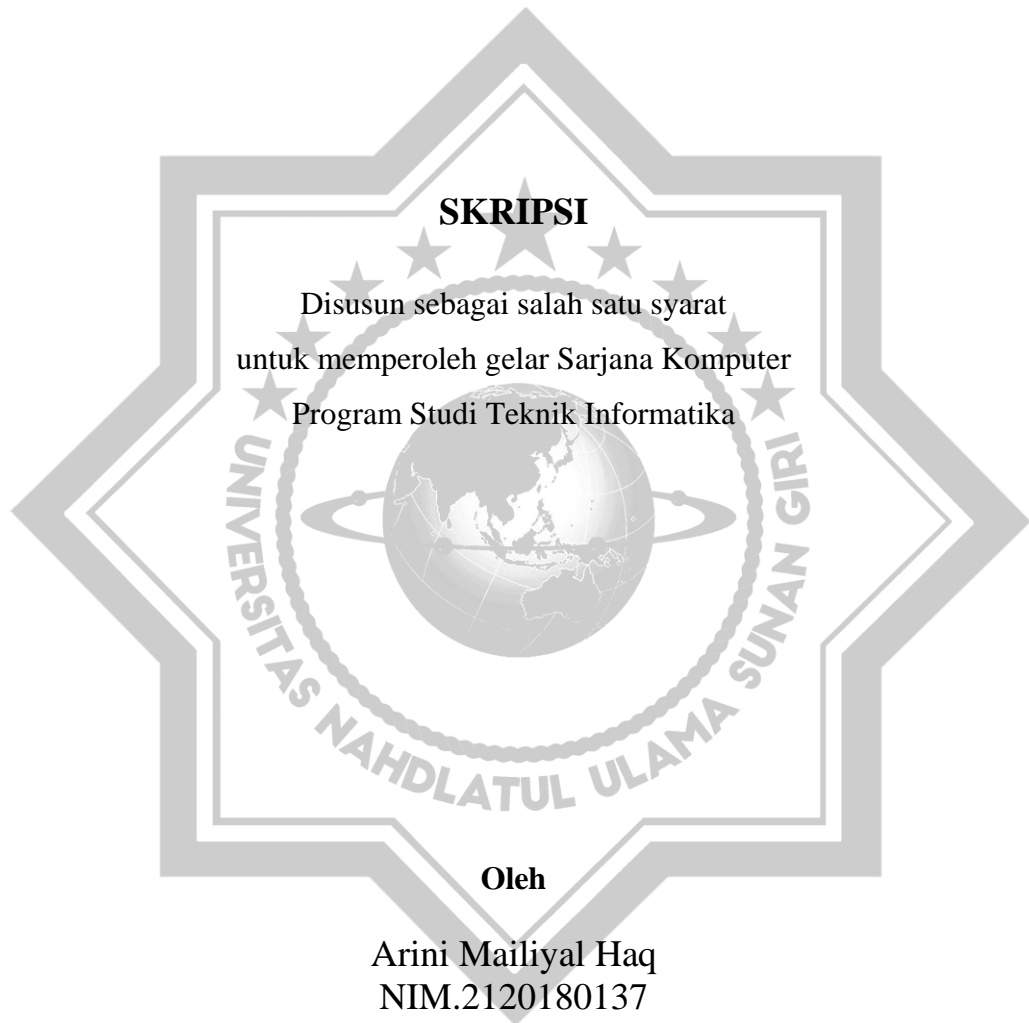 SKRIPSI
Disusun sebagai salah satu syarat
untuk memperoleh gelar Sarjana Komputer
Program Studi Teknik Informatika
UNIVERSITAS NAHDLATUL ULAMA SUNAN GIRI
Oleh
Arini Mailiyal Haq
NIM.2120180137